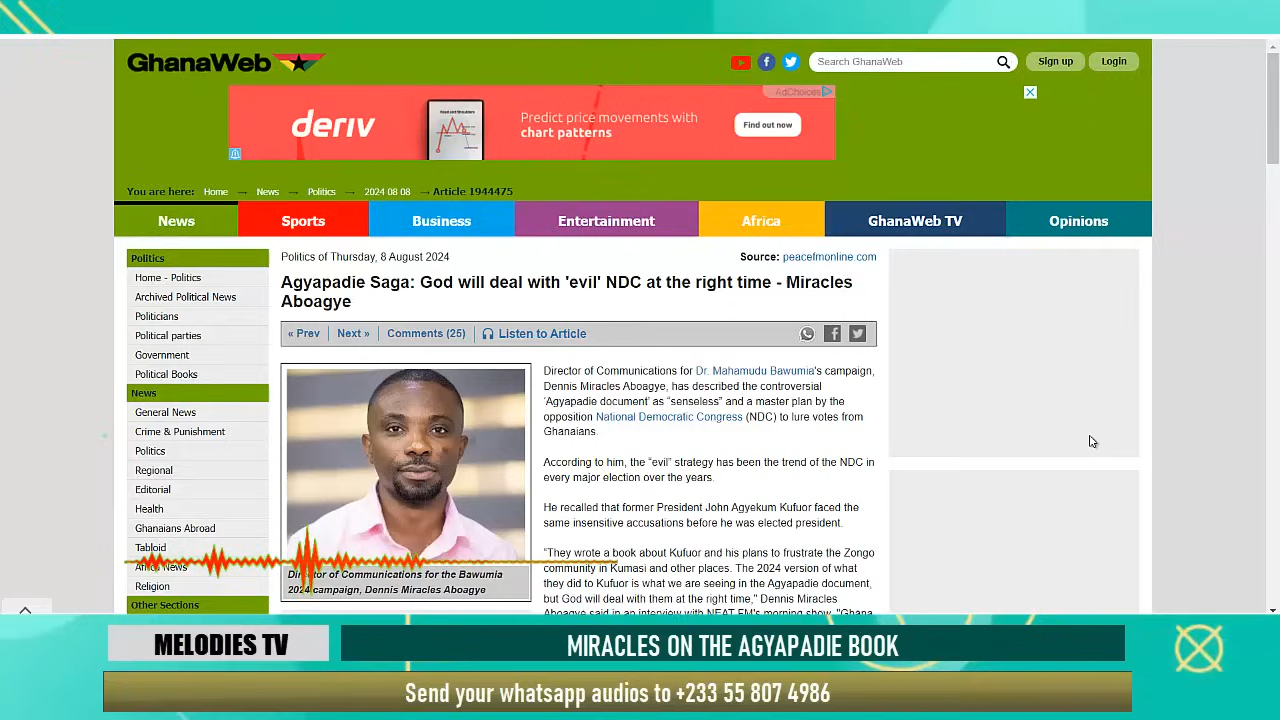 GhanaWeb
Search GhanaWeb
Sign up
Login
AdChoices
deriv
Predict price movements with
chart patterns
Find out now
You are here: Home → News → Politics → 2024 08 08 → Article 1944475
News
Sports
Business
Entertainment
Africa
GhanaWeb TV
Opinions
Politics
Home - Politics
Archived Political News
Politicians
Political parties
Government
Political Books
News
General News
Crime & Punishment
Politics
Regional
Editorial
Health
Ghanaians Abroad
Tabloid
Africa News
Religion
Other Sections
Politics of Thursday, 8 August 2024
Source: peacefmonline.com
Agyapadie Saga: God will deal with 'evil' NDC at the right time - Miracles
Aboagye
« Prev
Next »
Comments (25)
Listen to Article
Director of Communications for the Bawumia
2024 campaign, Dennis Miracles Aboagye
Director of Communications for Dr. Mahamudu Bawumia's campaign,
Dennis Miracles Aboagye, has described the controversial
'Agyapadie document' as “senseless” and a master plan by the
opposition National Democratic Congress (NDC) to lure votes from
Ghanaians.
According to him, the “evil” strategy has been the trend of the NDC in
every major election over the years.
He recalled that former President John Agyekum Kufuor faced the
same insensitive accusations before he was elected president.
“They wrote a book about Kufuor and his plans to frustrate the Zongo
community in Kumasi and other places. The 2024 version of what
they did to Kufuor is what we are seeing in the Agyapadie document,
but God will deal with them at the right time,” Dennis Miracles
Aboagye said in an interview with NEAT FM's morning show, "Ghana
MELODIES TV
MIRACLES ON THE AGYAPADIE BOOK
Send your whatsapp audios to +233 55 807 4986